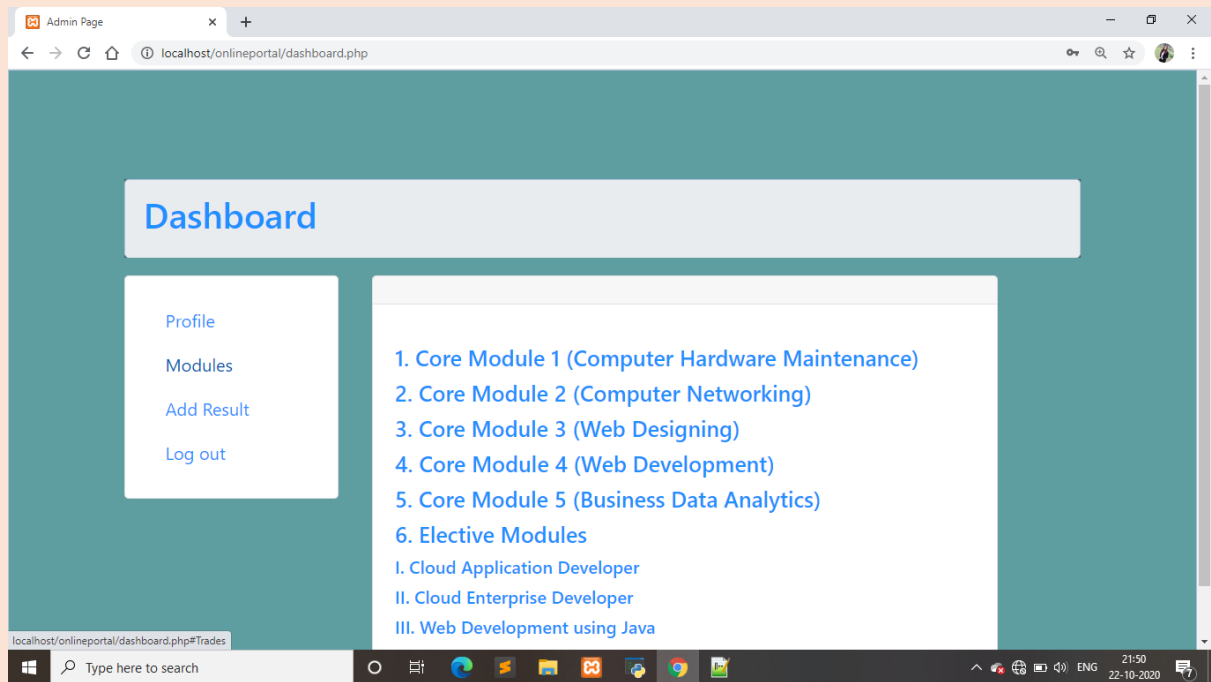 Admin Page
localhost/onlineportal/dashboard.php
Dashboard
Profile
Modules
Add Result
Log out
1. Core Module 1 (Computer Hardware Maintenance)
2. Core Module 2 (Computer Networking)
3. Core Module 3 (Web Designing)
4. Core Module 4 (Web Development)
5. Core Module 5 (Business Data Analytics)
6. Elective Modules
I. Cloud Application Developer
II. Cloud Enterprise Developer
III. Web Development using Java
localhost/onlineportal/dashboard.php#Trades
Type here to search
ENG
21:50
22-10-2020
7